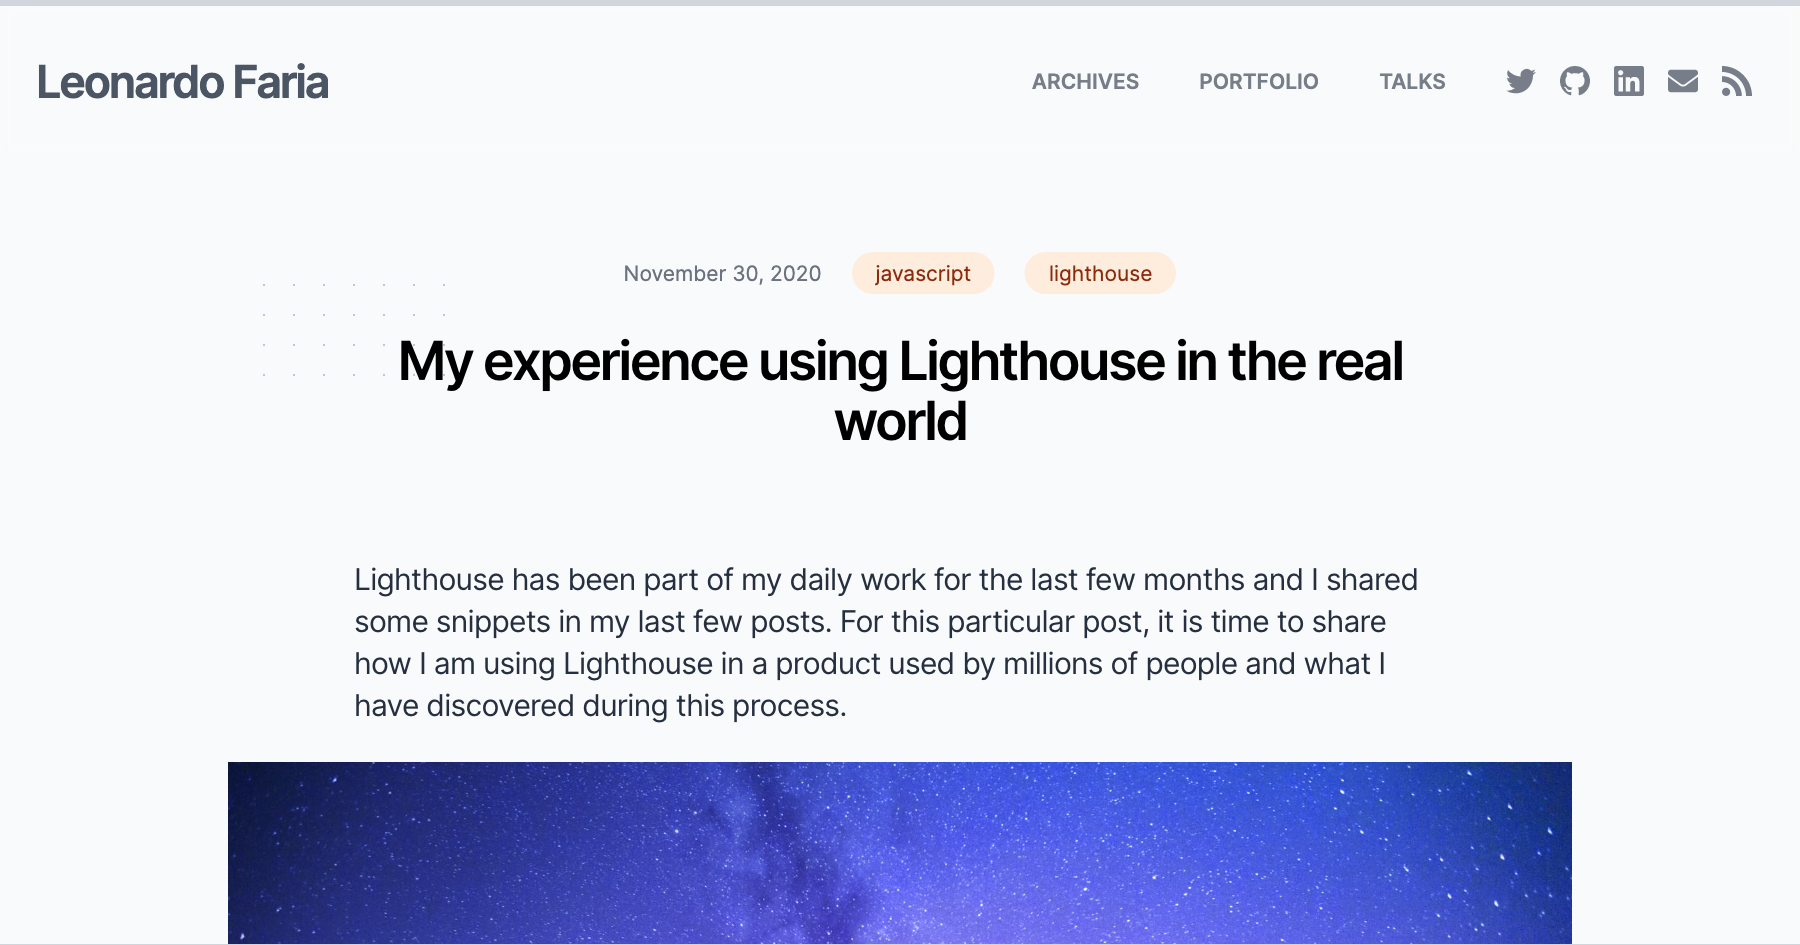 Leonardo Faria
ARCHIVES PORTFOLIO TALKS
November 30, 2020 javascript lighthouse
My experience using Lighthouse in the real
world
Lighthouse has been part of my daily work for the last few months and I shared
some snippets in my last few posts. For this particular post, it is time to share
how I am using Lighthouse in a product used by millions of people and what I
have discovered during this process.